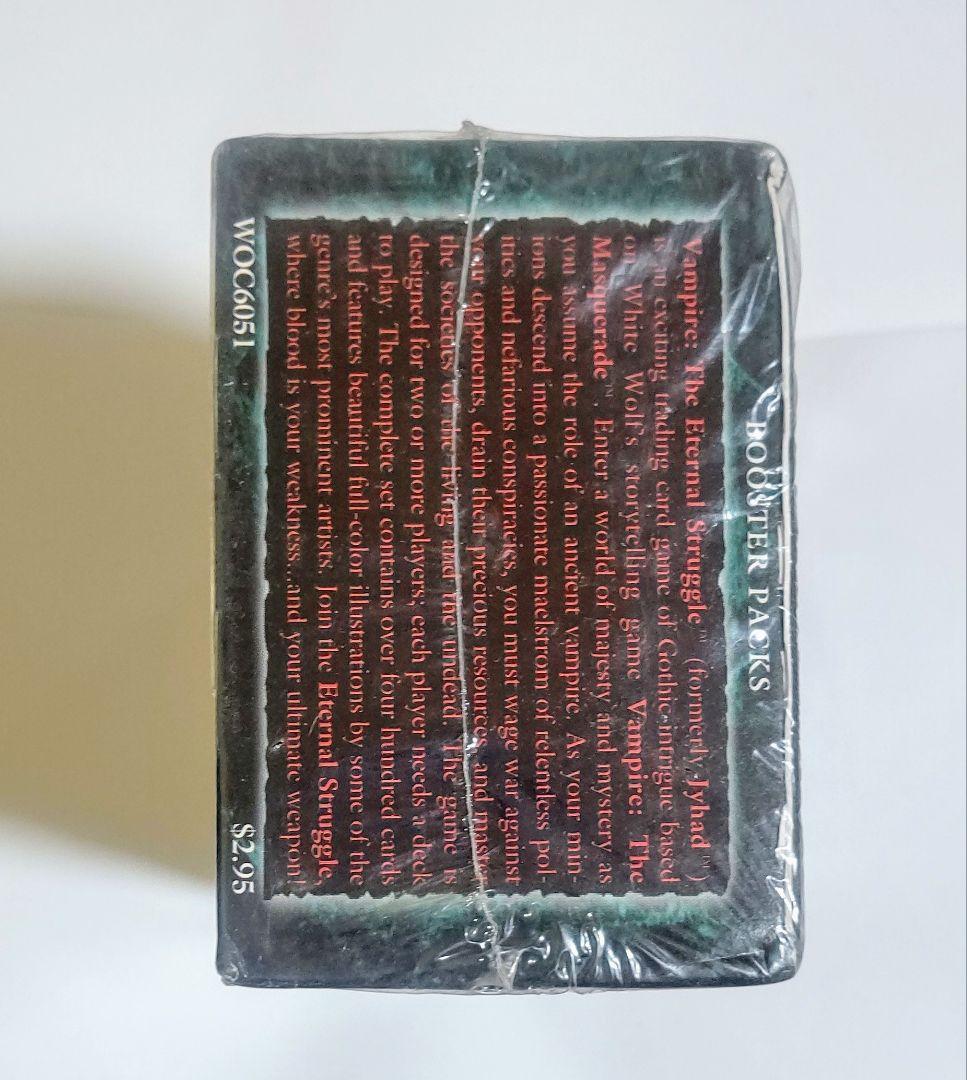 BOOSTER PACKS
Vampire: The Eternal Struggle™ (formerly Jyhad™)
is an exciting trading card game of Gothic-intrigue based
on White Wolf's storytelling game Vampire: The
Masquerade™. Enter a world of majesty and mystery as
you assume the role of an ancient vampire. As your min-
ions descend into a passionate maelstrom of relentless pol-
itics and nefarious conspiracies, you must wage war against
your opponents, drain their precious resources, and master
the societies of the living and the undead. The game is
designed for two or more players; each player needs a deck
to play. The complete set contains over four hundred cards
and features beautiful full-color illustrations by some of the
genre's most prominent artists. Join the Eternal Struggle,
where blood is your weakness...and your ultimate weapon!
WOC6051 $2.95